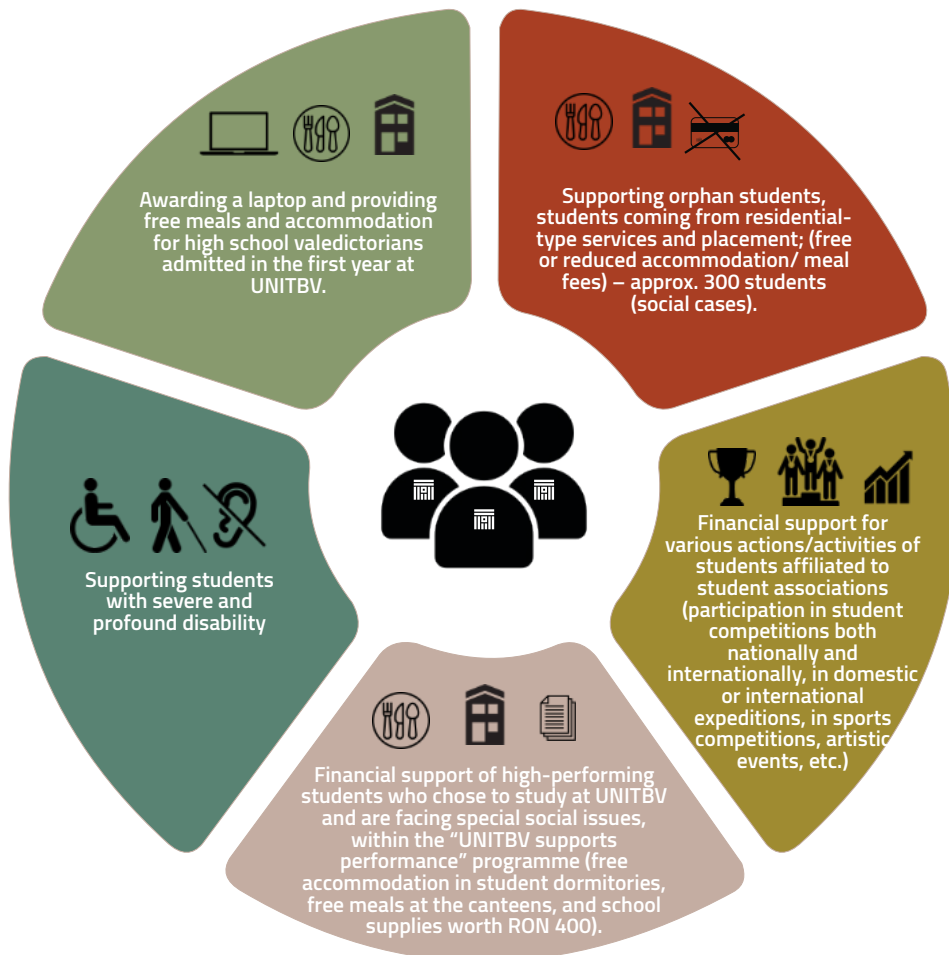 Awarding a laptop and providing
free meals and accommodation
for high school valedictorians
admitted in the first year at
UNITBV.
Supporting orphan students,
students coming from residential-
type services and placement; (free
or reduced accommodation/ meal
fees) – approx. 300 students
(social cases).
Supporting students
with severe and
profound disability
Financial support for
various actions/activities of
students affiliated to
student associations
(participation in student
competitions both
nationally and
internationally, in domestic
or international
expeditions, in sports
competitions, artistic
events, etc.)
Financial support of high-performing
students who chose to study at UNITBV
and are facing special social issues,
within the “UNITBV supports
performance” programme (free
accommodation in student dormitories,
free meals at the canteens, and school
supplies worth RON 400).